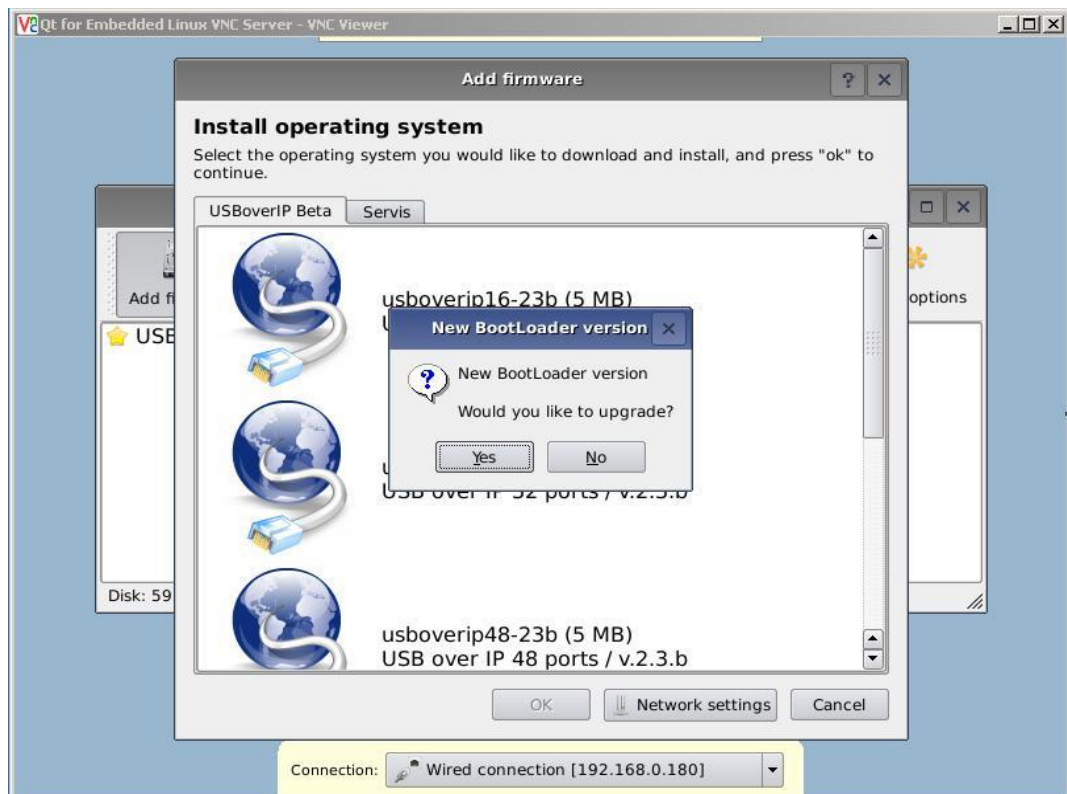 Qt for Embedded Linux VNC Server - VNC Viewer
Add firmware
Install operating system
Select the operating system you would like to download and install, and press "ok" to
continue.
USBoverIP Beta
Servis
Add fi
options
USB
usboverip16-23b (5 MB)
New BootLoader version
New BootLoader version
Would you like to upgrade?
Yes
No
USB over IP 32 ports / v.2.3.b
usboverip48-23b (5 MB)
USB over IP 48 ports / v.2.3.b
Disk: 59
OK
Network settings
Cancel
Connection:
Wired connection [192.168.0.180]